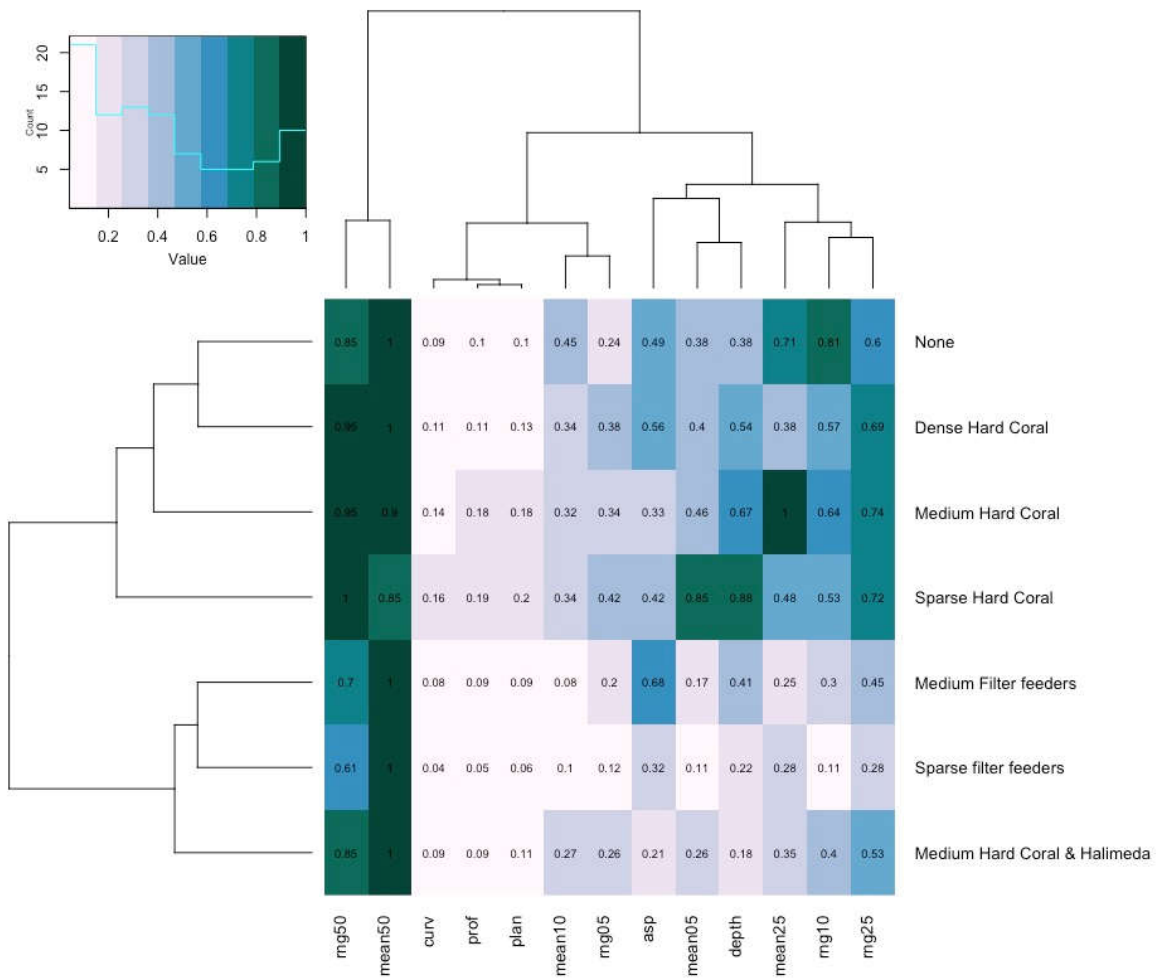 20
15
10
5
Count
0.2 0.4 0.6 0.8 1
Value
0.85 1 0.09 0.1 0.1 0.45 0.24 0.49 0.38 0.38 0.71 0.81 0.6 None
0.95 1 0.11 0.11 0.13 0.34 0.38 0.56 0.4 0.54 0.38 0.57 0.69 Dense Hard Coral
0.95 0.9 0.14 0.18 0.18 0.32 0.34 0.33 0.46 0.67 1 0.64 0.74 Medium Hard Coral
1 0.85 0.16 0.19 0.2 0.34 0.42 0.42 0.85 0.88 0.48 0.53 0.72 Sparse Hard Coral
0.7 1 0.08 0.09 0.09 0.08 0.2 0.68 0.17 0.41 0.25 0.3 0.45 Medium Filter feeders
0.61 1 0.04 0.05 0.06 0.1 0.12 0.32 0.11 0.22 0.28 0.11 0.28 Sparse filter feeders
0.85 1 0.09 0.09 0.11 0.27 0.26 0.21 0.26 0.18 0.35 0.4 0.53 Medium Hard Coral & Halimeda
rng50 mean50 curv prof plan mean10 rng05 asp mean05 depth mean25 rng10 rng25